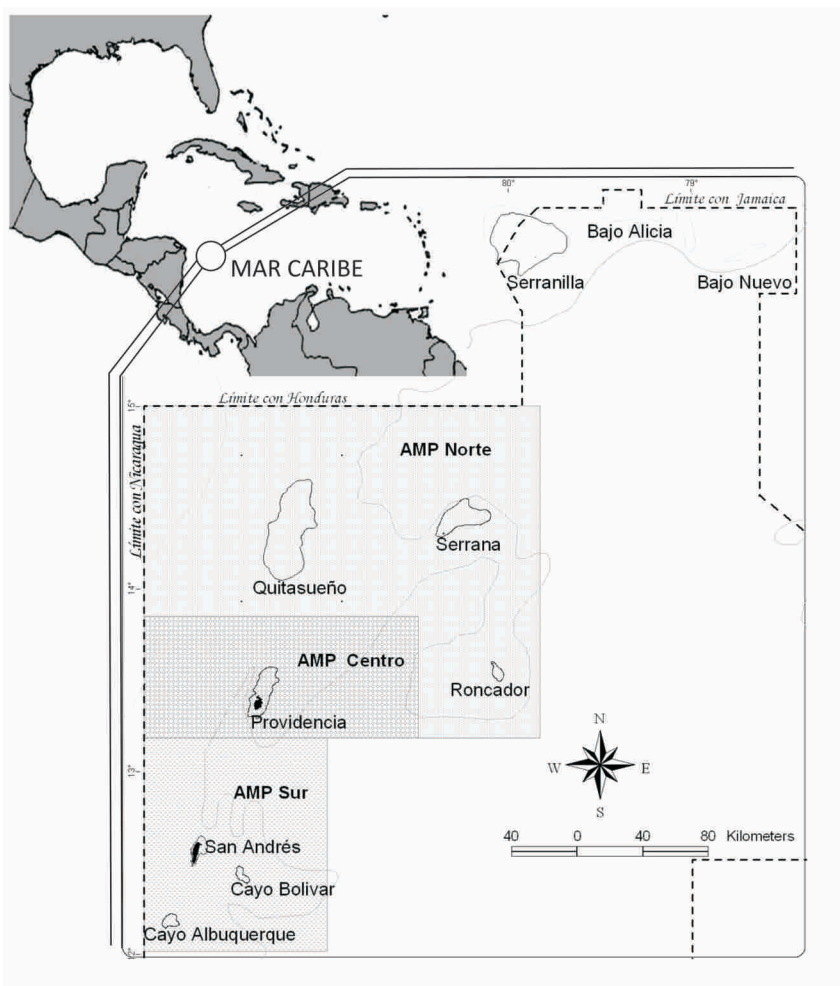 80°
79°
Límite con Jamaica
Bajo Alicia
MAR CARIBE
Serranilla
Bajo Nuevo
Límite con Honduras
15°
Límite con Nicaragua
AMP Norte
Serrana
Quitasueño
14°
AMP Centro
Roncador
Providencia
N
W
E
S
13°
AMP Sur
40 0 40 80 Kilometers
San Andrés
Cayo Bolivar
Cayo Albuquerque
12°